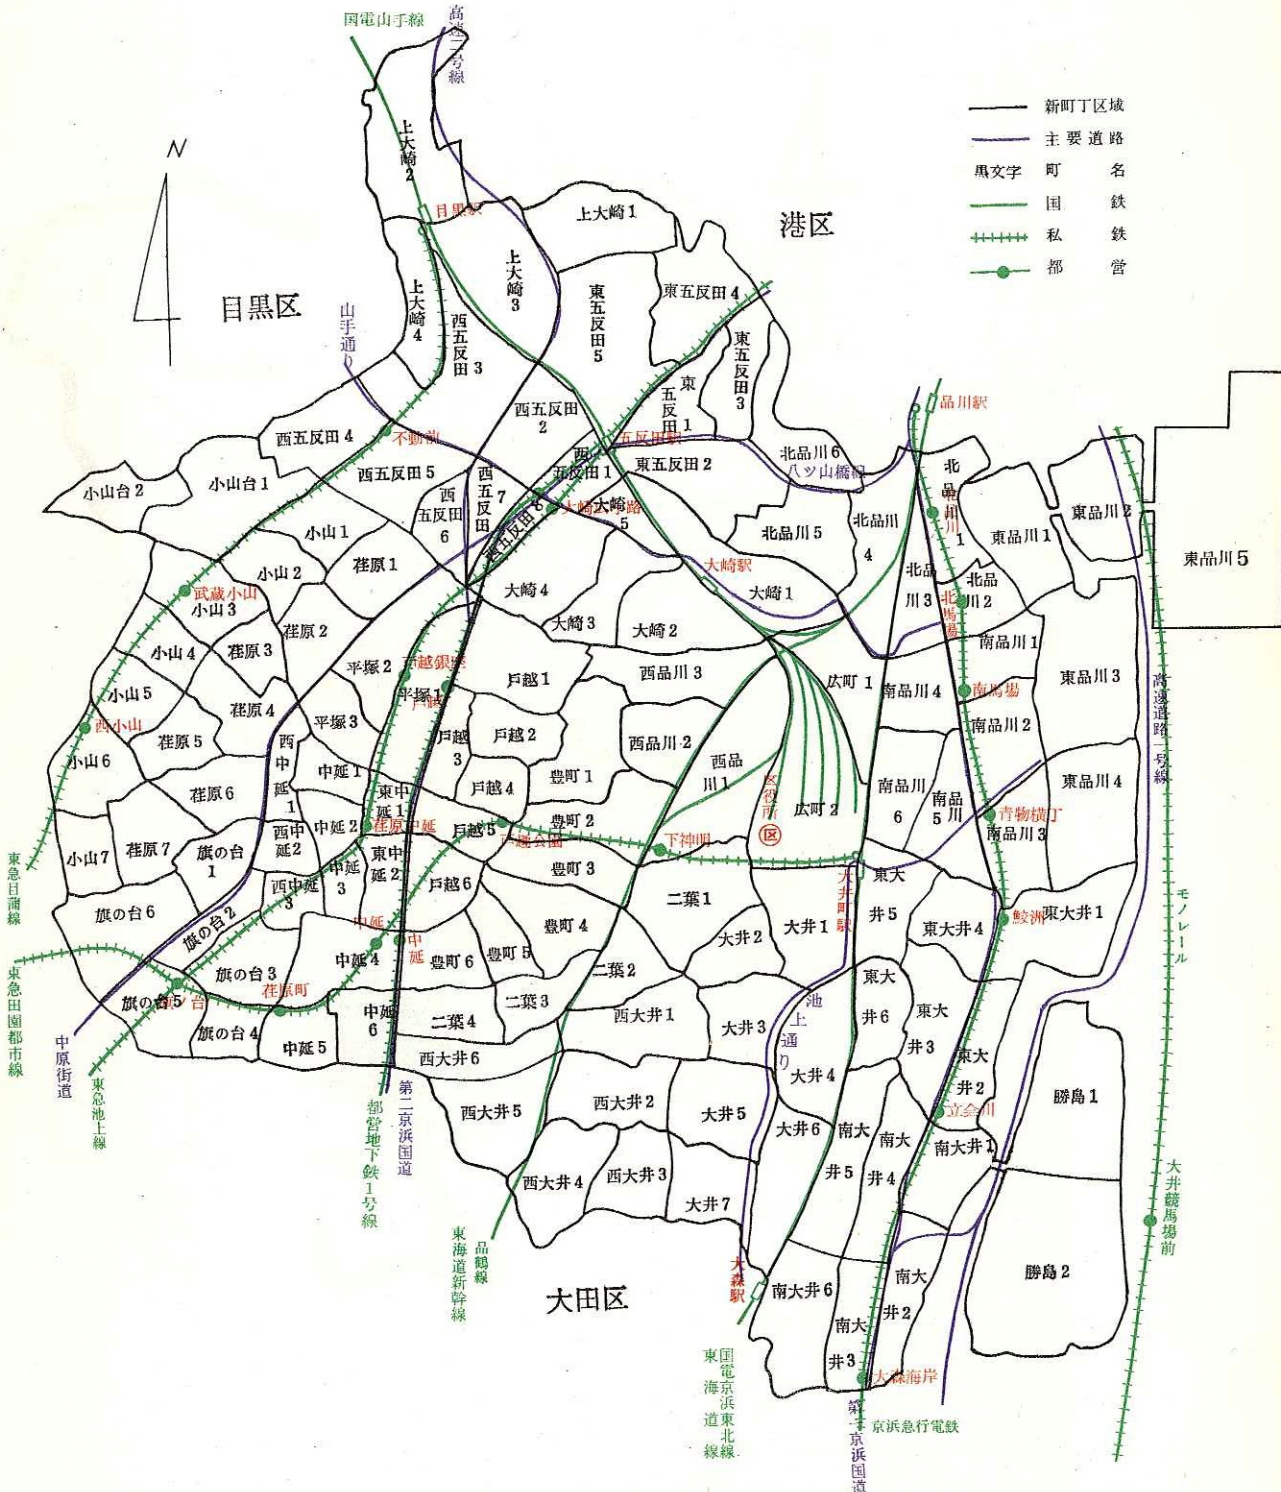 国電山手線
高速二号線
新町丁区域
主要道路
黒文字 町名
国鉄
私鉄
都営
N
目黒区
港区
大田区
山手通り
上大崎2
目黒駅
上大崎1
上大崎3
上大崎4
西五反田3
東五反田5
東五反田4
東五反田3
東五反田1
西五反田2
西五反田4
不動前
五反田駅
西五反田1
東五反田2
北品川6
八ツ山橋線
品川駅
小山台2
小山台1
西五反田5
西五反田6
西五反田7
西五反田8
大崎広小路
大崎5
北品川5
北品川4
北品川1
北品川
東品川1
東品川2
東品川5
小山1
小山2
荏原1
武蔵小山
小山3
荏原2
大崎4
大崎3
大崎2
大崎駅
大崎1
北品川3
北品川2
北馬場
南品川1
東品川3
高速道路一号線
小山4
荏原3
平塚2
戸越銀座
平塚1
戸越
戸越1
西品川3
広町1
南品川4
南馬場
小山5
荏原4
平塚3
西小山
荏原5
西中延1
戸越3
戸越2
西品川2
西品川1
南品川2
小山6
荏原6
中延1
東中延1
戸越4
豊町1
区役所
区
広町2
南品川6
南品川5
東品川4
青物横丁
南品川3
小山7
荏原7
旗の台1
西中延2
中延2
荏原中延
戸越5
戸越公園
豊町2
下神明
東急目蒲線
西中延3
中延3
東中延2
戸越6
豊町3
二葉1
大井町駅
東大井5
東大井4
鮫洲
東大井1
モノレール
旗の台6
旗の台2
中延
中延
豊町4
大井2
大井1
旗の台3
中延4
豊町6
豊町5
二葉2
東大井6
東大井3
東急田園都市線
旗の台5
旗ノ台
荏原町
中延6
二葉4
二葉3
西大井1
大井3
池上通り
旗の台4
中延5
西大井6
大井4
東大井2
勝島1
中原街道
東急池上線
西大井5
西大井2
大井5
大井6
立会川
南大井1
都営地下鉄1号線
第二京浜国道
西大井4
西大井3
大井7
南大井5
南大井4
大井競馬場前
東海道新幹線
品鶴線
大森駅
南大井6
南大井3
南大井2
勝島2
大森海岸
国電京浜東北線
東海道線
第一京浜国道
京浜急行電鉄